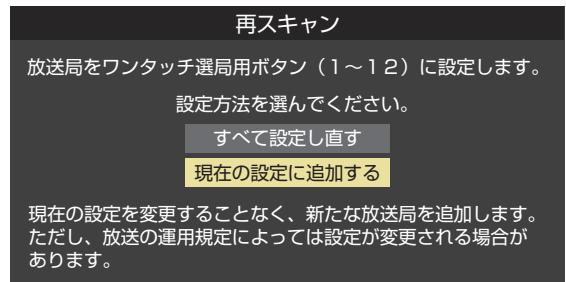 再スキャン
放送局をワンタッチ選局用ボタン（１～１２）に設定します。
設定方法を選んでください。
すべて設定し直す
現在の設定に追加する
現在の設定を変更することなく、新たな放送局を追加します。
ただし、放送の運用規定によっては設定が変更される場合が
あります。